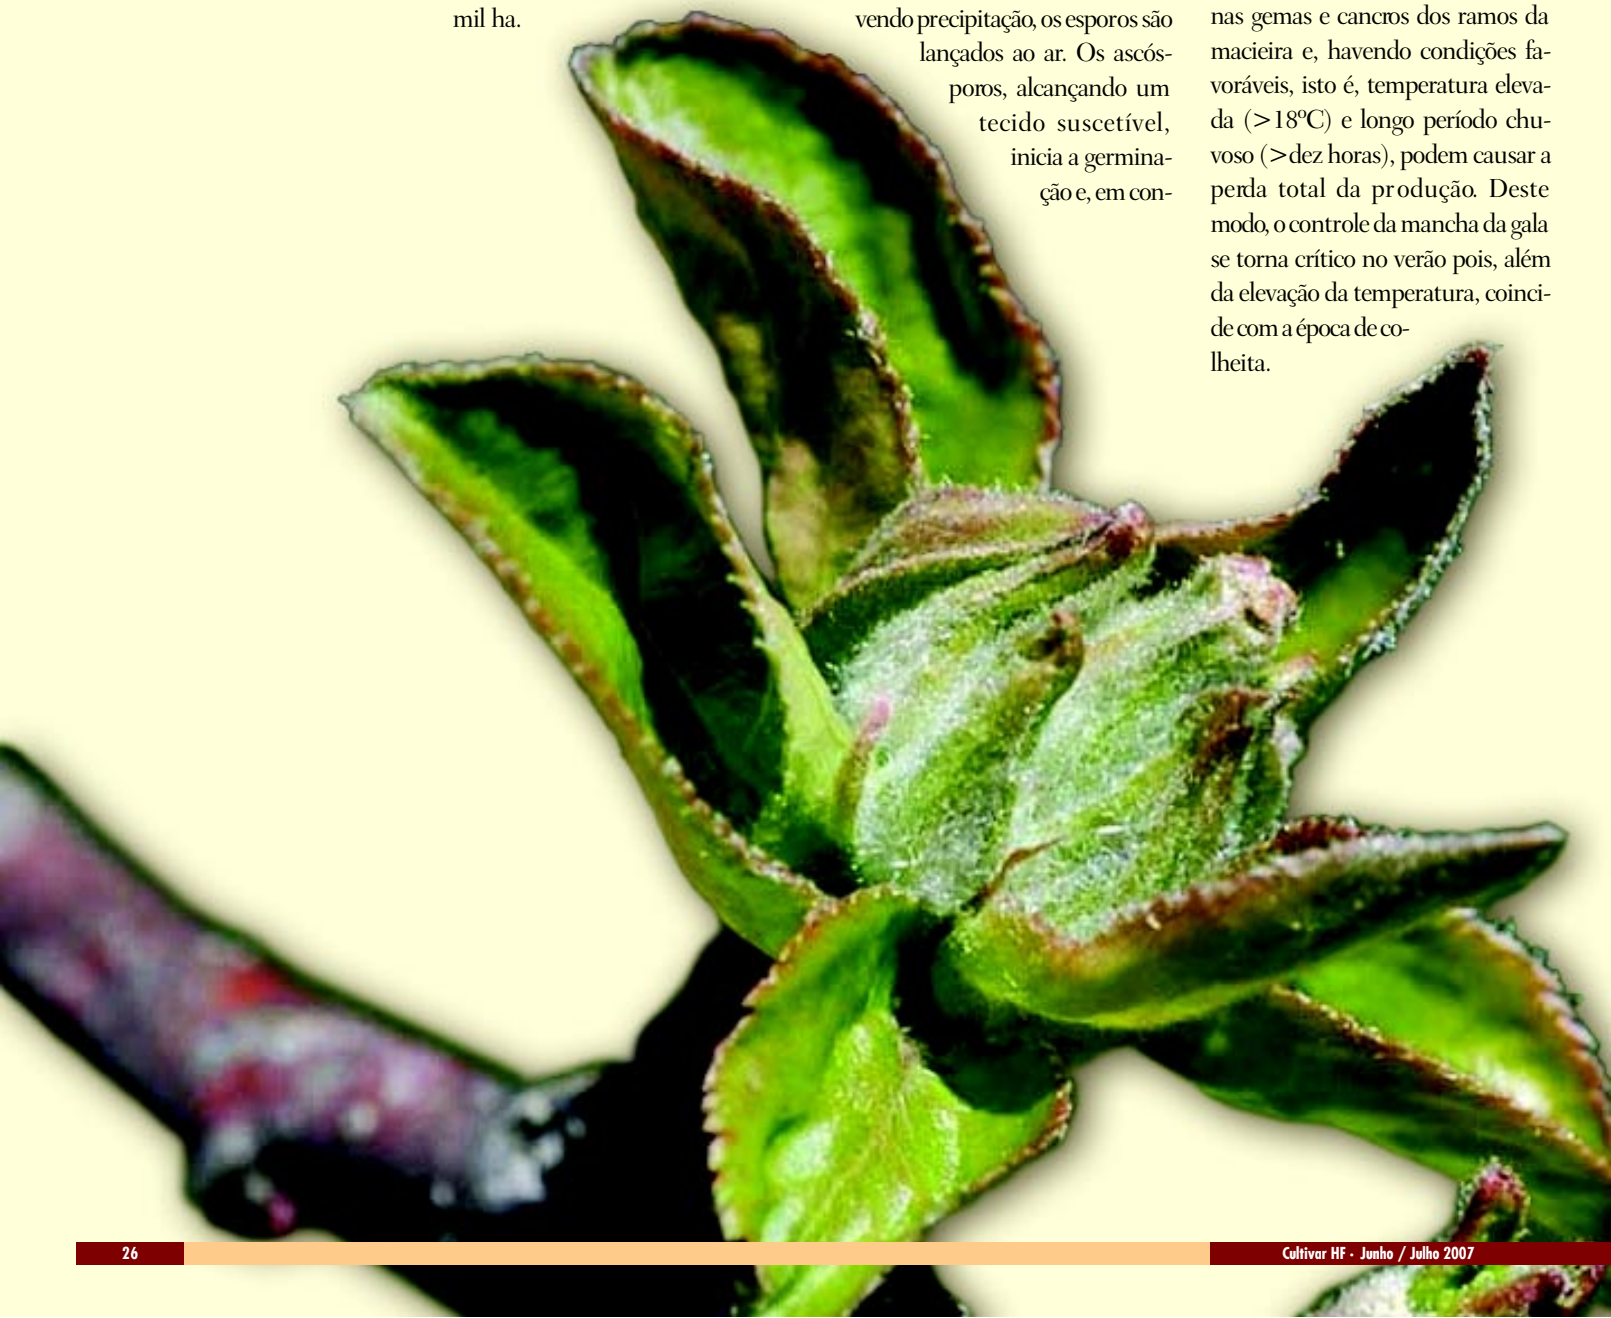 mil ha.
vendo precipitação, os esporos são
lançados ao ar. Os ascós-
poros, alcançando um
tecido suscetível,
inicia a germina-
ção e, em con-
nas gemas e cancros dos ramos da
macieira e, havendo condições fa-
voráveis, isto é, temperatura eleva-
da (>18ºC) e longo período chu-
voso (>dez horas), podem causar a
perda total da produção. Deste
modo, o controle da mancha da gala
se torna crítico no verão pois, além
da elevação da temperatura, coinci-
de com a época de co-
lheita.
26
Cultivar HF · Junho / Julho 2007